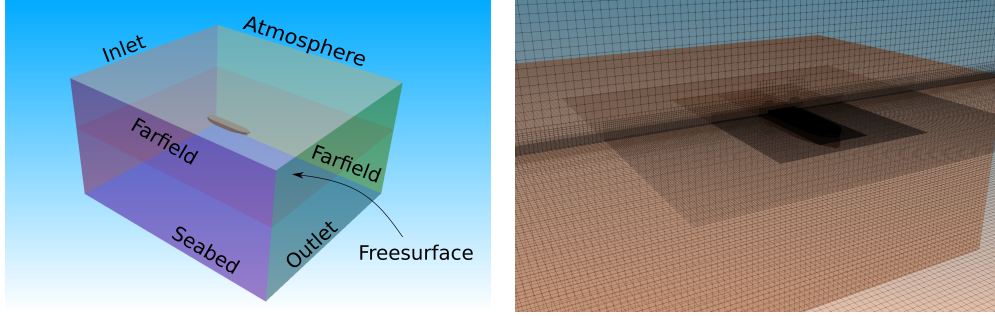 Inlet
Atmosphere
Farfield
Farfield
Seabed
Outlet
Freesurface